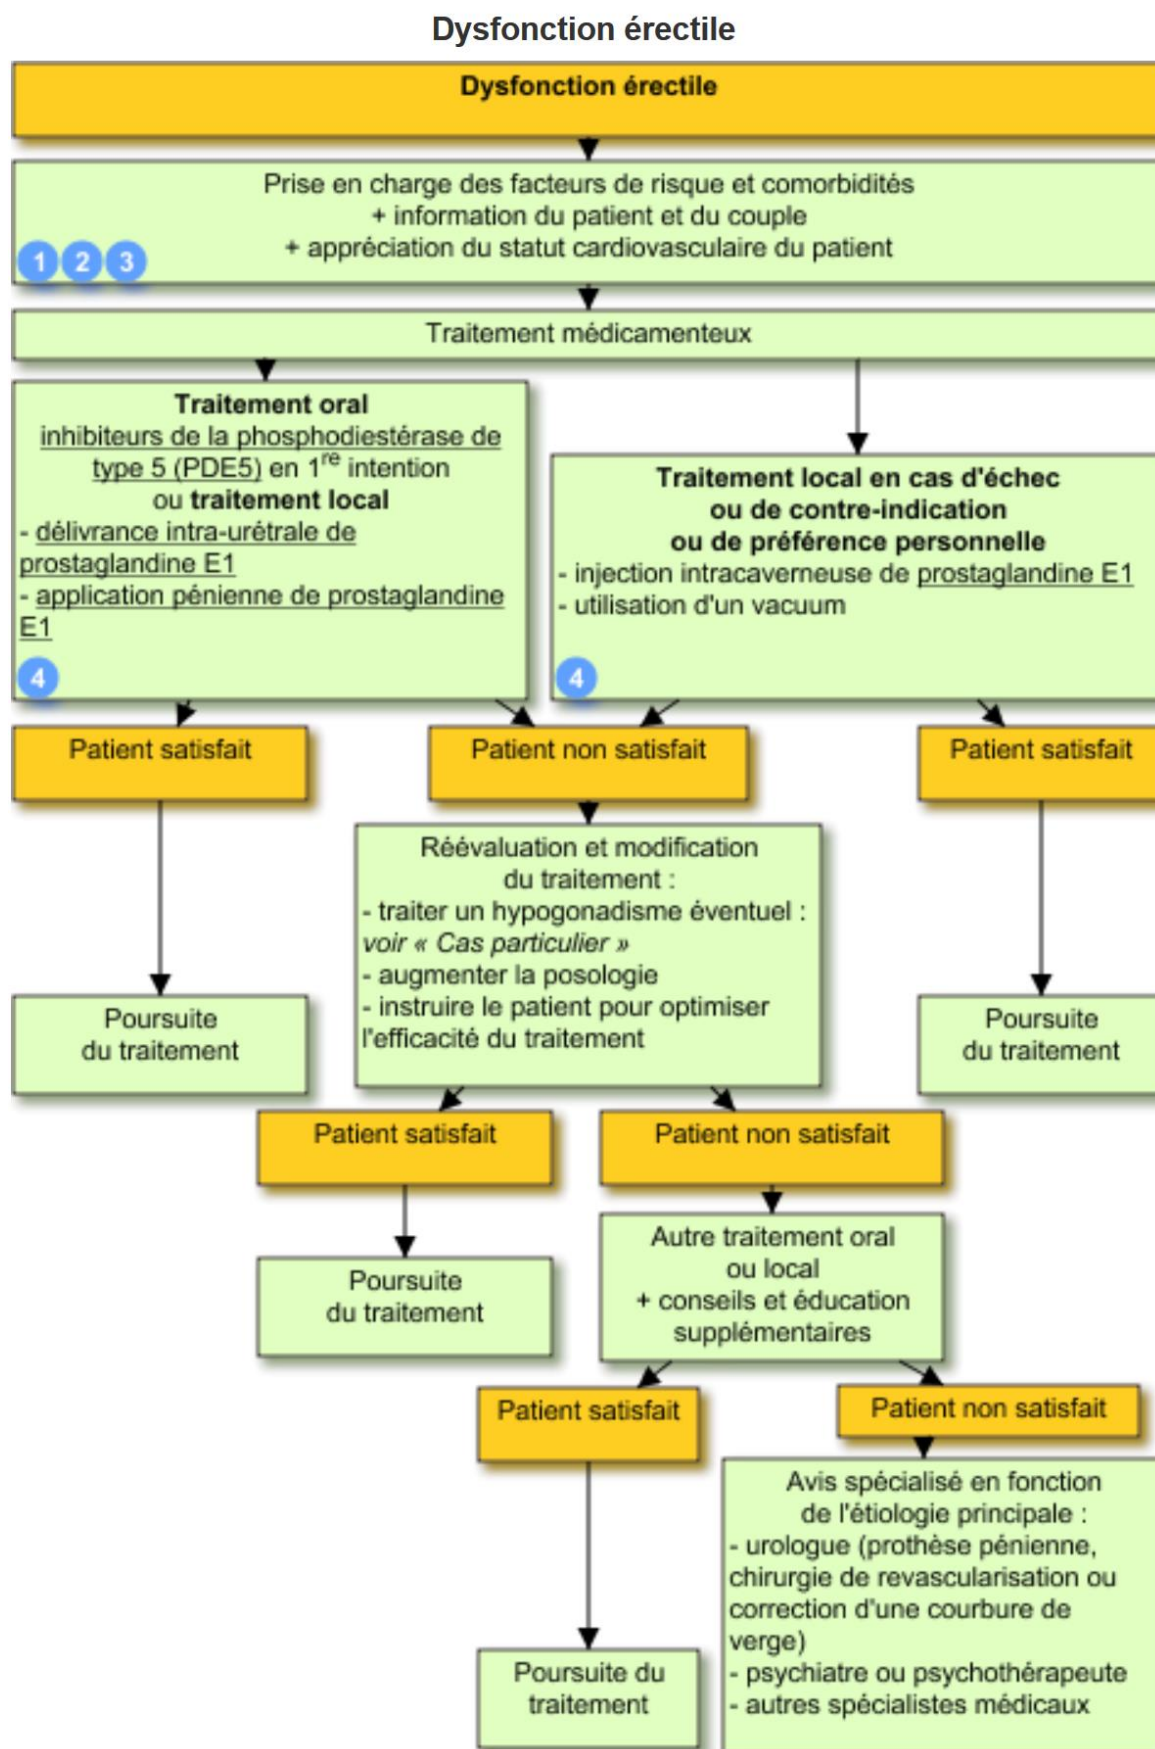 Dysfonction érectile
Dysfonction érectile
Prise en charge des facteurs de risque et comorbidités
+ information du patient et du couple
+ appréciation du statut cardiovasculaire du patient
1 2 3
Traitement médicamenteux
Traitement oral
inhibiteurs de la phosphodiestérase de
type 5 (PDE5) en 1re intention
ou traitement local
- délivrance intra-urétrale de
prostaglandine E1
- application pénienne de prostaglandine
E1
4
Traitement local en cas d'échec
ou de contre-indication
ou de préférence personnelle
- injection intracaverneuse de prostaglandine E1
- utilisation d'un vacuum
4
Patient satisfait
Patient non satisfait
Patient satisfait
Réévaluation et modification
du traitement :
- traiter un hypogonadisme éventuel :
voir « Cas particulier »
- augmenter la posologie
- instruire le patient pour optimiser
l'efficacité du traitement
Poursuite
du traitement
Poursuite
du traitement
Patient satisfait
Patient non satisfait
Poursuite
du traitement
Autre traitement oral
ou local
+ conseils et éducation
supplémentaires
Patient satisfait
Patient non satisfait
Avis spécialisé en fonction
de l'étiologie principale :
- urologue (prothèse pénienne,
chirurgie de revascularisation ou
correction d'une courbure de
verge)
- psychiatre ou psychothérapeute
- autres spécialistes médicaux
Poursuite du
traitement